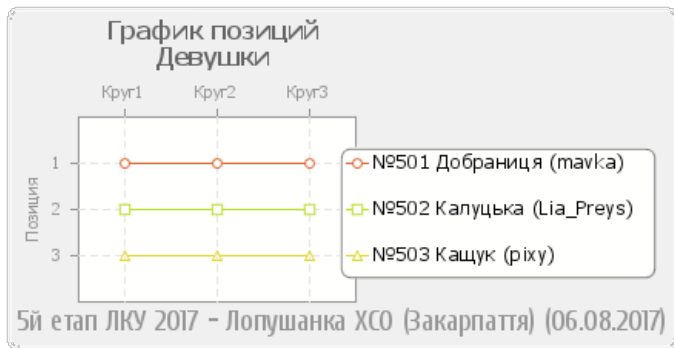 График позиций
Девушки
Круг1 Круг2 Круг3
Позиция
1
2
3
№501 Добраниця (mavka)
№502 Калуцька (Lia_Preys)
№503 Кащук (pixy)
5й етап ЛКУ 2017 - Лопушанка ХСО (Закарпаття) (06.08.2017)